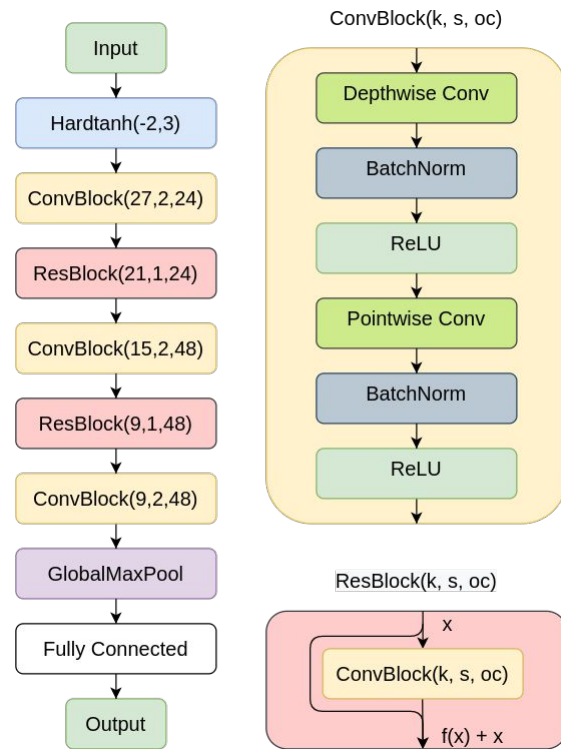 Input
Hardtanh(-2,3)
ConvBlock(27,2,24)
ResBlock(21,1,24)
ConvBlock(15,2,48)
ResBlock(9,1,48)
ConvBlock(9,2,48)
GlobalMaxPool
Fully Connected
Output
ConvBlock(k, s, oc)
Depthwise Conv
BatchNorm
ReLU
Pointwise Conv
BatchNorm
ReLU
ResBlock(k, s, oc)
x
ConvBlock(k, s, oc)
f(x) + x